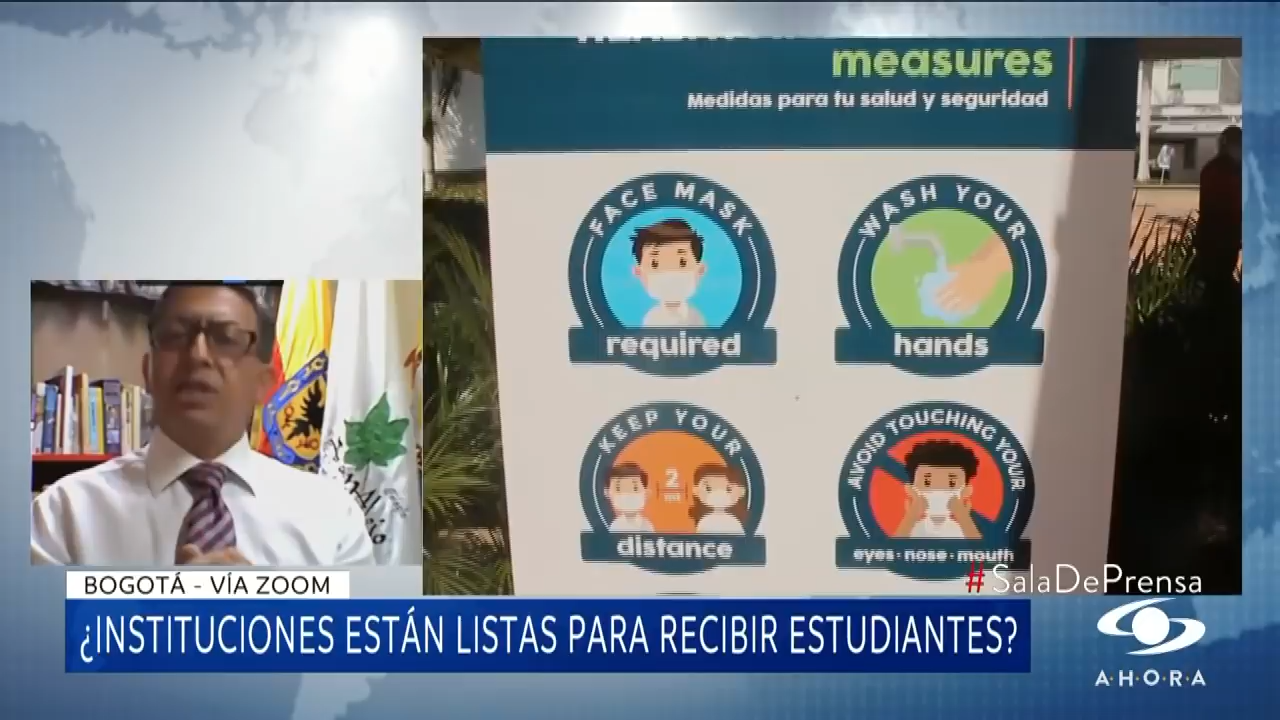 measures
Medidas para tu salud y seguridad
FACE MASK
required
WASH YOUR
hands
KEEP YOUR
2
distance
AVOID TOUCHING YOUR
eyes · nose · mouth
#SalaDePrensa
BOGOTÁ - VÍA ZOOM
¿INSTITUCIONES ESTÁN LISTAS PARA RECIBIR ESTUDIANTES?
A·H·O·R·A